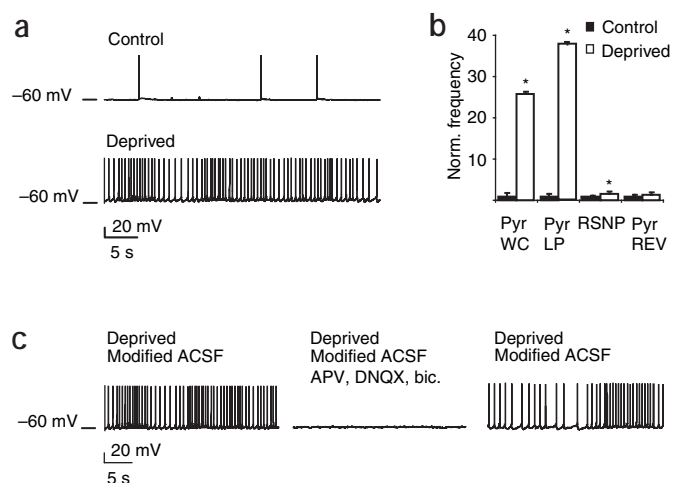 a
Control
–60 mV
Deprived
–60 mV
20 mV
5 s
b
Control
Deprived
Norm. frequency
40
30
20
10
* * *
Pyr WC
Pyr LP
RSNP
Pyr REV
c
Deprived
Modified ACSF
Deprived
Modified ACSF
APV, DNQX, bic.
Deprived
Modified ACSF
–60 mV
20 mV
5 s